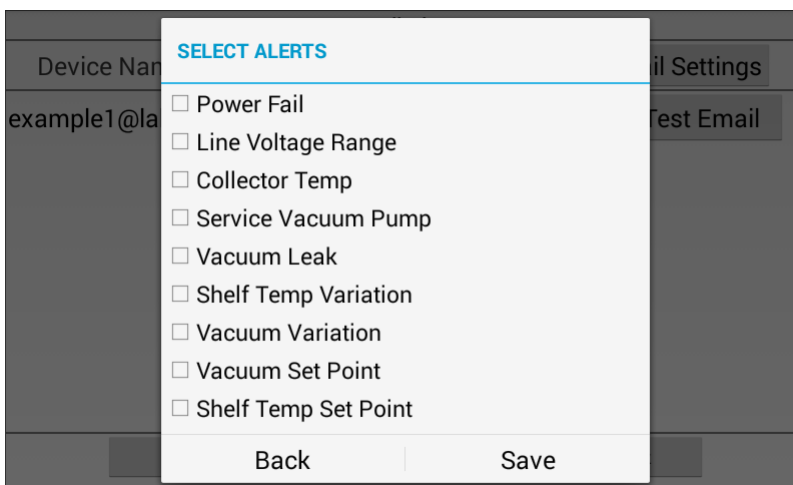 SELECT ALERTS
Device Nan
il Settings
Power Fail
example1@la
Test Email
Line Voltage Range
Collector Temp
Service Vacuum Pump
Vacuum Leak
Shelf Temp Variation
Vacuum Variation
Vacuum Set Point
Shelf Temp Set Point
Back
Save